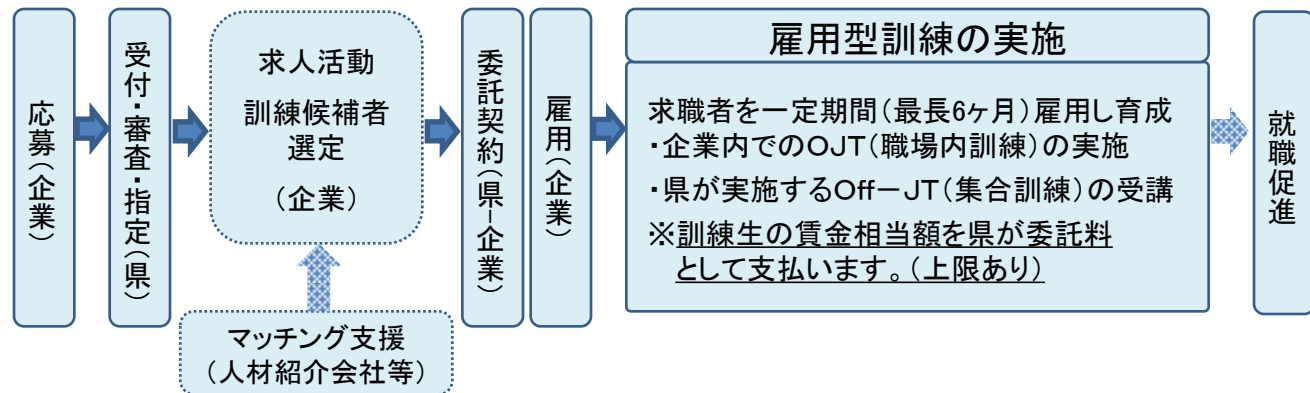 応募（企業）
受付・審査・指定（県）
求人活動
訓練候補者
選定
（企業）
マッチング支援
（人材紹介会社等）
委託契約（県－企業）
雇用（企業）
雇用型訓練の実施
求職者を一定期間（最長6ヶ月）雇用し育成
・企業内でのOJT（職場内訓練）の実施
・県が実施するOff－JT（集合訓練）の受講
※訓練生の賃金相当額を県が委託料
として支払います。（上限あり）
就職促進